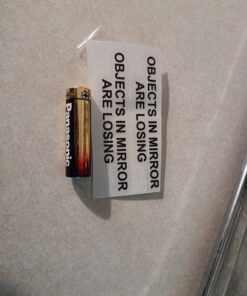 Panasonic
OBJECTS IN MIRROR
ARE LOSING
OBJECTS IN MIRROR
ARE LOSING